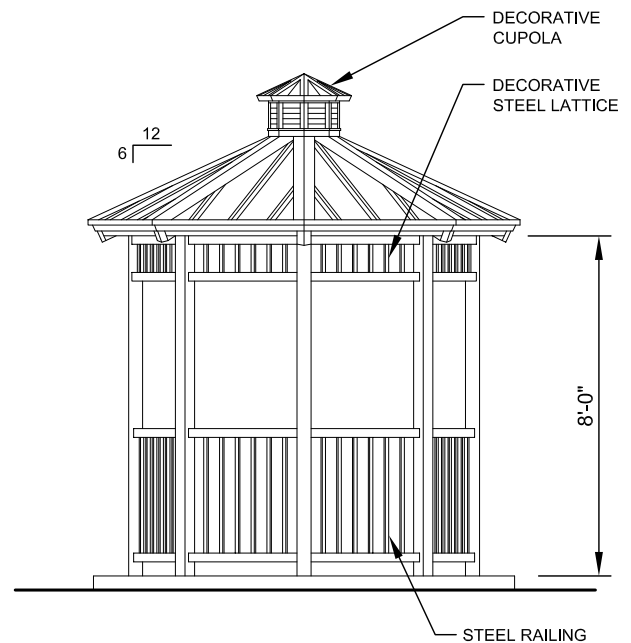 DECORATIVE
CUPOLA
DECORATIVE
STEEL LATTICE
12
6
8'-0"
STEEL RAILING